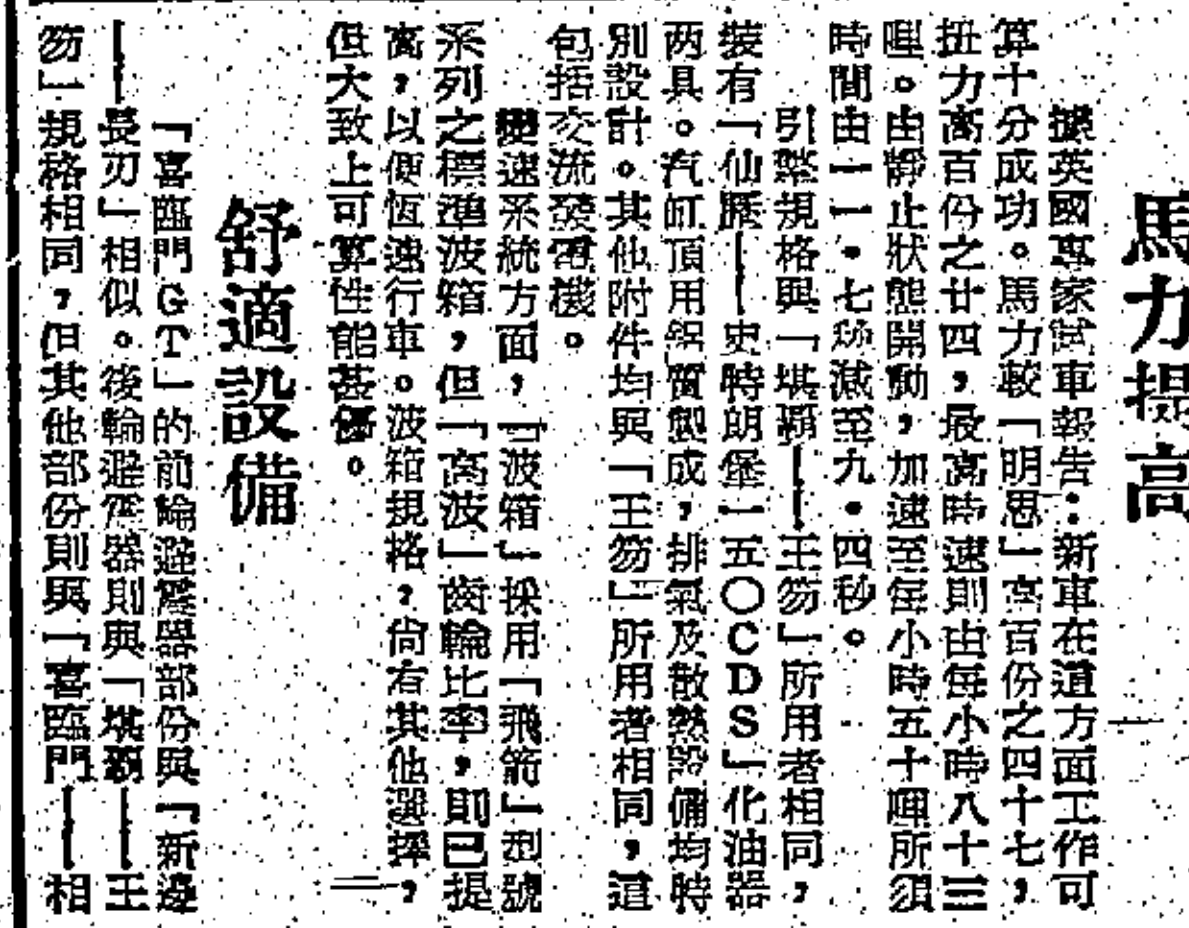 馬力提高
據英國專家試車報告：新車在這方面工作可
算十分成功。馬力較「明思」高百份之四十七，
扭力高百份之廿四，最高時速則由每小時八十三
哩。由靜止狀態開動，加速至每小時五十哩所須
時間由一一．七秒減至九．四秒。
引擎規格與「堪覇——王笏」所用者相同，
裝有「仙歷——史特朗堡一五〇CDS」化油器
两具。汽缸頂用鋁質製成，排氣及散熱設備均特
別設計。其他附件均與「王笏」所用者相同，這
包括交流發電機。
變速系統方面，「波箱」採用「飛箭」型號
系列之標準波箱，但「高波」齒輪比率，則已提
高，以便恆速行車。波箱規格？尙有其他選擇，
但大致上可算性能甚優。
舒適設備
「喜臨門GT」的前輪避震器部份與「新邊
——長刃」相似。後輪避震器則與「堪覇——王
笏」規格相同，但其他部份則與「喜臨門——相